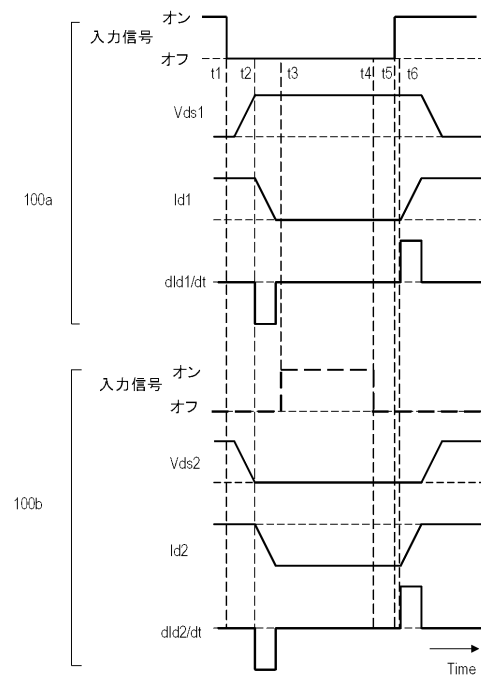 オン
入力信号
オフ
t1 t2 t3 t4 t5 t6
Vds1
100a
Id1
dId1/dt
オン
入力信号
オフ
Vds2
100b
Id2
dId2/dt
Time